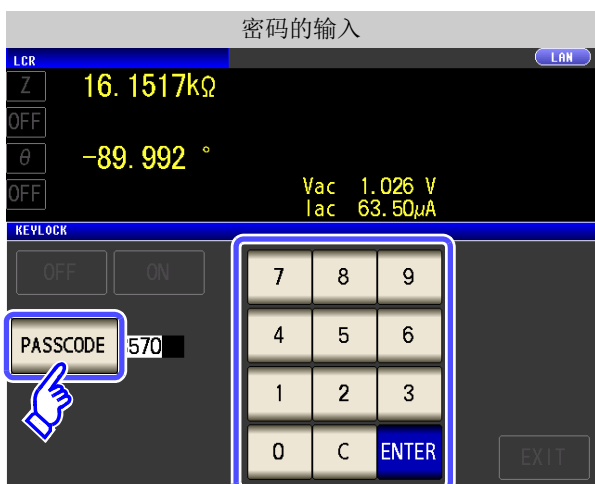 密码的输入
LCR LAN
Z 16.1517kΩ
OFF
θ -89.992 °
OFF
Vac 1.026 V
Iac 63.50μA
KEYLOCK
OFF ON
7 8 9
PASSCODE 3570
4 5 6
1 2 3
0 C ENTER
EXIT